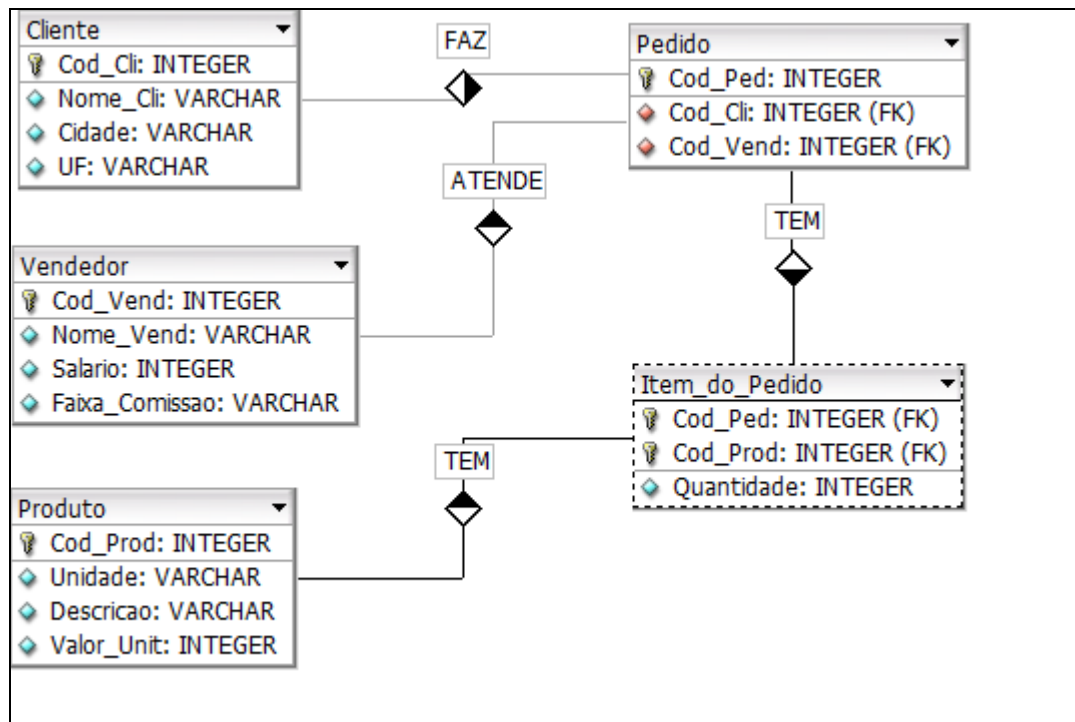 Cliente
Cod_Cli: INTEGER
Nome_Cli: VARCHAR
Cidade: VARCHAR
UF: VARCHAR
FAZ
Pedido
Cod_Ped: INTEGER
Cod_Cli: INTEGER (FK)
Cod_Vend: INTEGER (FK)
ATENDE
TEM
Vendedor
Cod_Vend: INTEGER
Nome_Vend: VARCHAR
Salario: INTEGER
Faixa_Comissao: VARCHAR
Item_do_Pedido
Cod_Ped: INTEGER (FK)
Cod_Prod: INTEGER (FK)
Quantidade: INTEGER
TEM
Produto
Cod_Prod: INTEGER
Unidade: VARCHAR
Descricao: VARCHAR
Valor_Unit: INTEGER